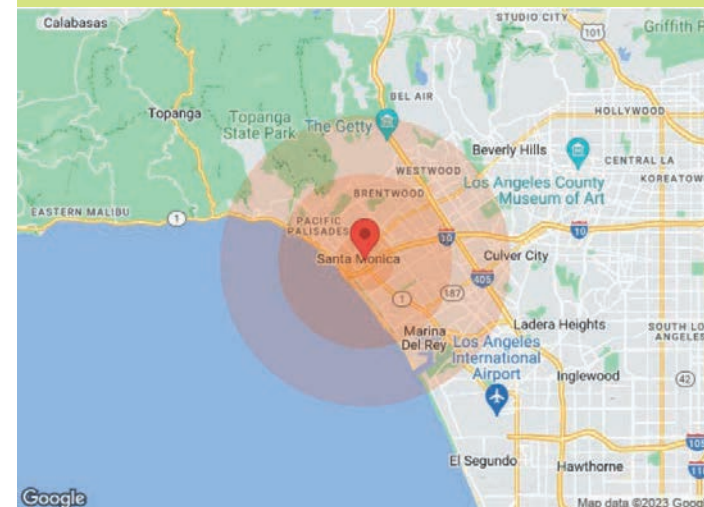 STUDIO CITY
Calabasas
101
Griffith P
BEL AIR
Topanga
Topanga
State Park
The Getty
HOLLYWOOD
Beverly Hills
CENTRAL LA
WESTWOOD
KOREATOW
BRENTWOOD
Los Angeles County
Museum of Art
EASTERN MALIBU
1
PACIFIC
PALISADES
10
10
Santa Monica
Culver City
405
187
1
Marina
Del Rey
Ladera Heights
SOUTH LO
ANGELES
Los Angeles
International
Airport
Inglewood
42
105
El Segundo
Hawthorne
110
Google
Map data ©2023 Googl